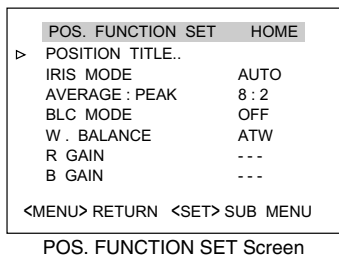 POS. FUNCTION SET HOME
POSITION TITLE..
IRIS MODE AUTO
AVERAGE : PEAK 8 : 2
BLC MODE OFF
W . BALANCE ATW
R GAIN - - -
B GAIN - - -
<MENU> RETURN <SET> SUB MENU
POS. FUNCTION SET Screen